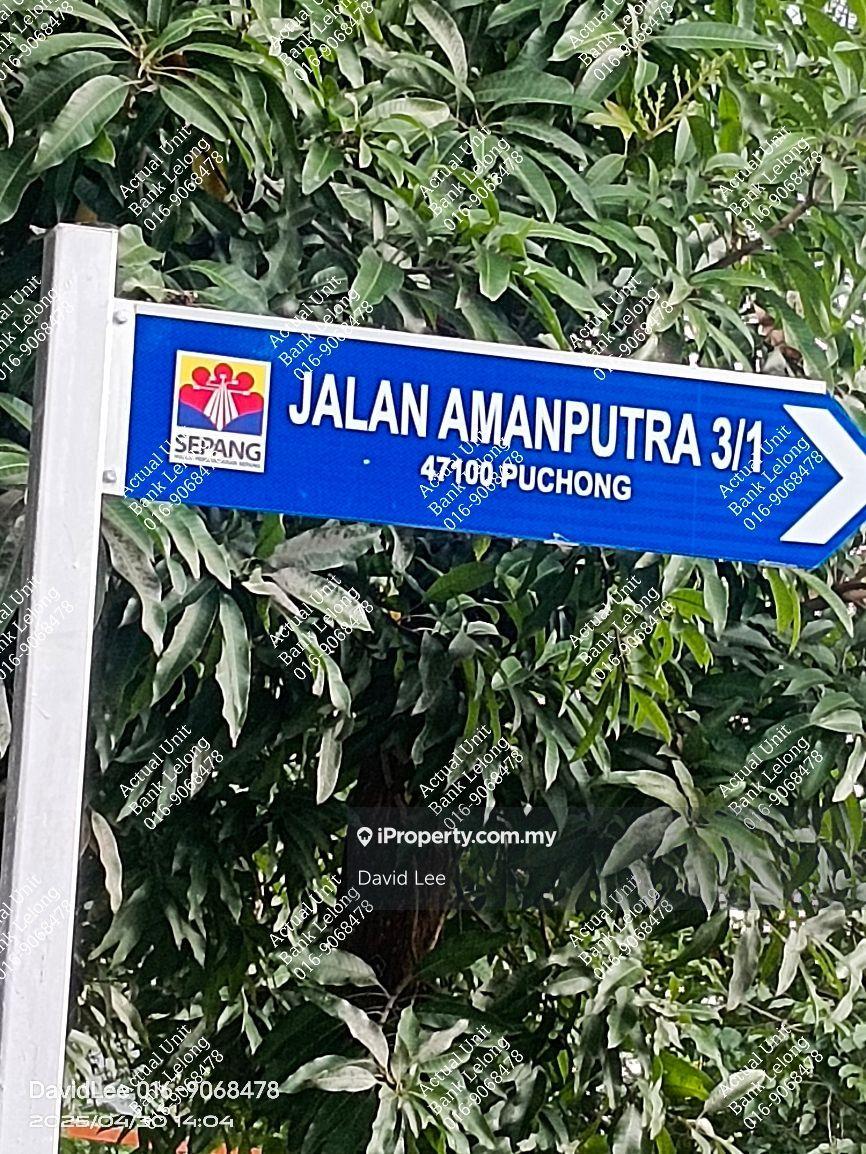 JALAN AMANPUTRA 3/1
47100 PUCHONG
SEPANG
iProperty.com.my
David Lee
DavidLee 016-9068478
2025/04/30 14:04
Actual Unit
Bank Lelong
016-9068478